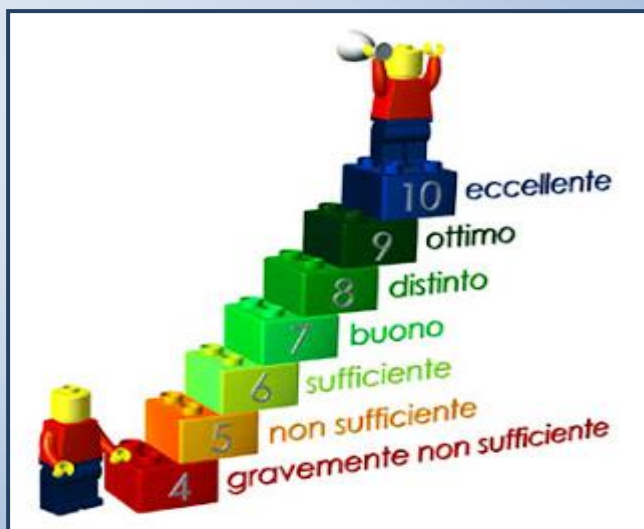 10 eccellente
9 ottimo
8 distinto
7 buono
6 sufficiente
5 non sufficiente
4 gravemente non sufficiente